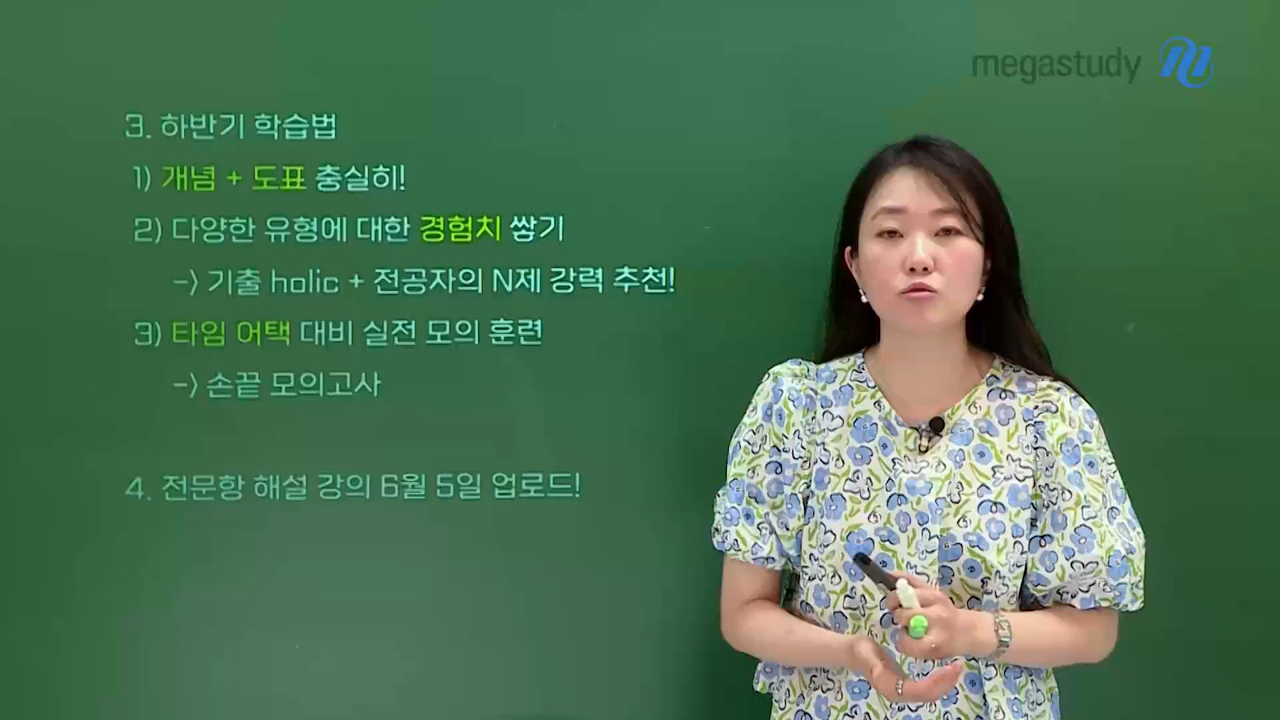 megastudy
3. 하반기 학습법
1) 개념 + 도표 충실히!
2) 다양한 유형에 대한 경험치 쌓기
-> 기출 holic + 전공자의 N제 강력 추천!
3) 타임 어택 대비 실전 모의 훈련
-> 손끝 모의고사
4. 전문항 해설 강의 6월 5일 업로드!